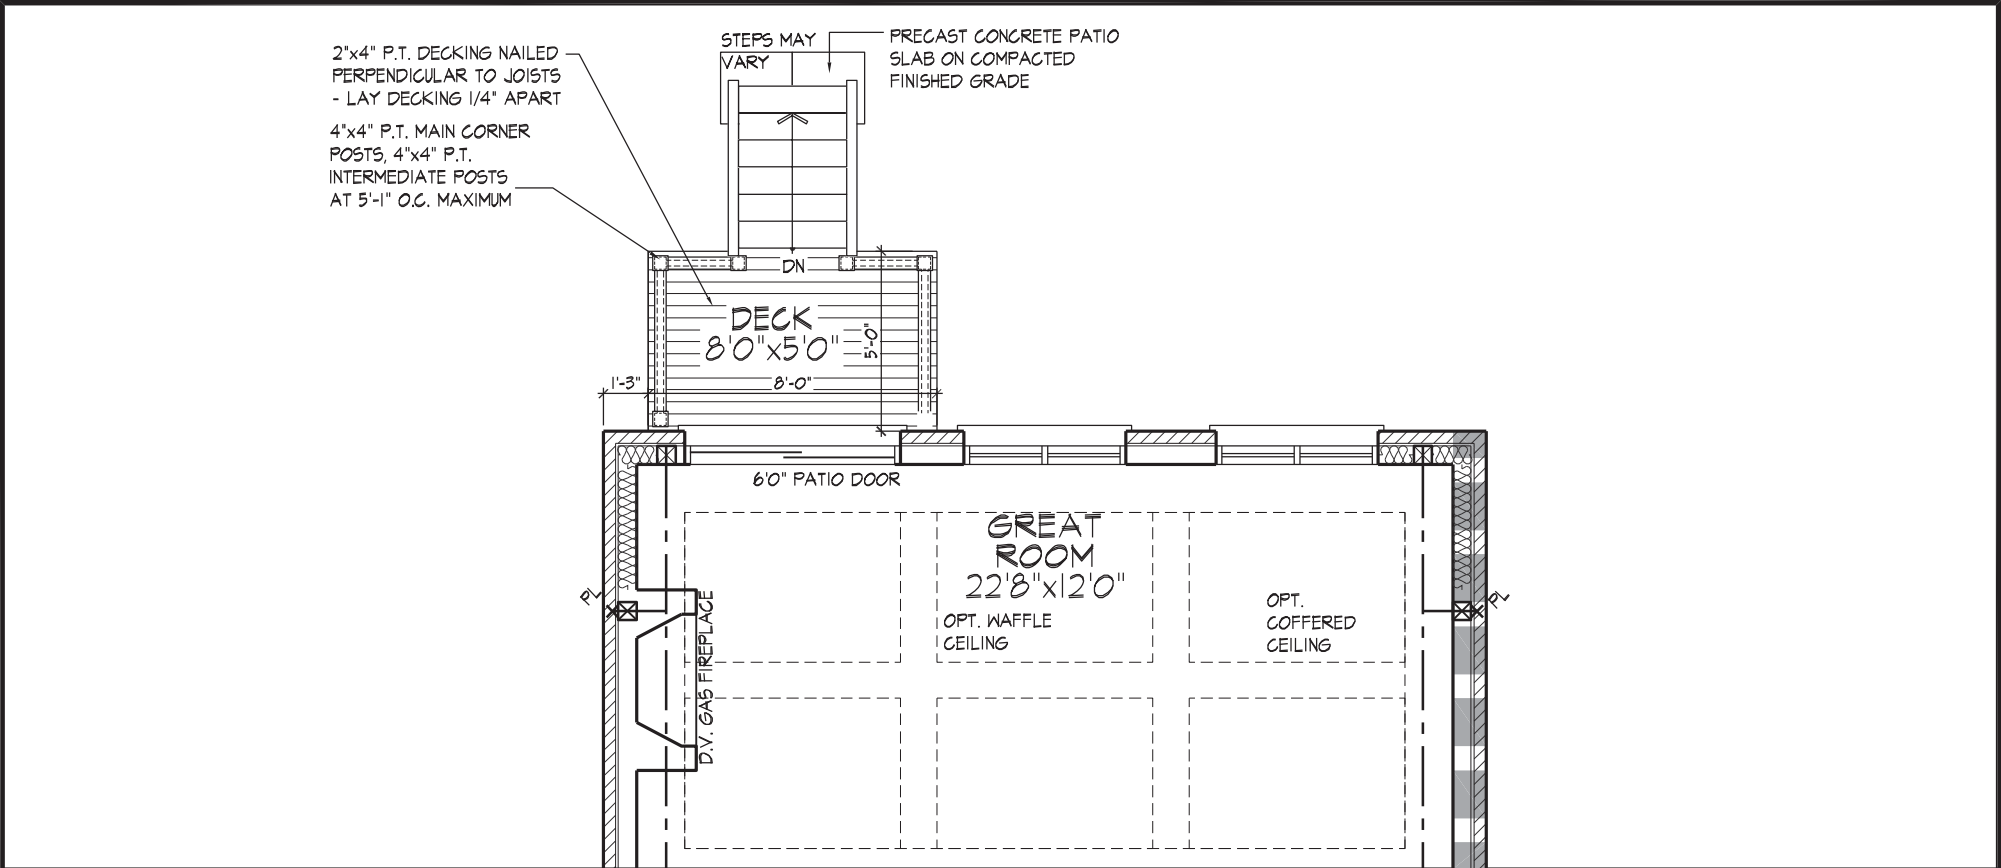 2"x4" P.T. DECKING NAILED
PERPENDICULAR TO JOISTS
- LAY DECKING 1/4" APART
4"x4" P.T. MAIN CORNER
POSTS, 4"x4" P.T.
INTERMEDIATE POSTS
AT 5'-1" O.C. MAXIMUM
STEPS MAY
VARY
PRECAST CONCRETE PATIO
SLAB ON COMPACTED
FINISHED GRADE
DN
DECK
8'0"x5'0"
5'-0"
1'-3"
8'-0"
6'0" PATIO DOOR
GREAT
ROOM
22'8"x12'0"
OPT. WAFFLE
CEILING
OPT.
COFFERED
CEILING
PL
PL
D.V. GAS FIREPLACE